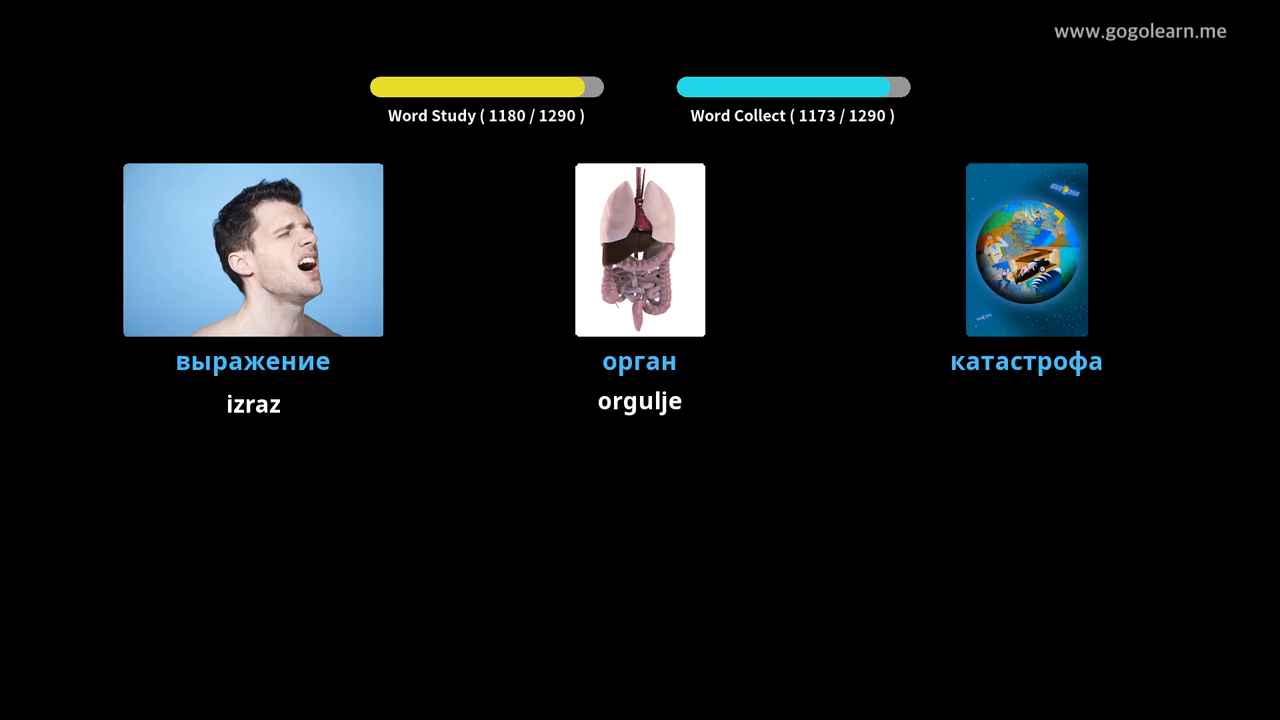 www.gogolearn.me
Word Study ( 1180 / 1290 )
Word Collect ( 1173 / 1290 )
выражение
орган
катастрофа
izraz
orgulje